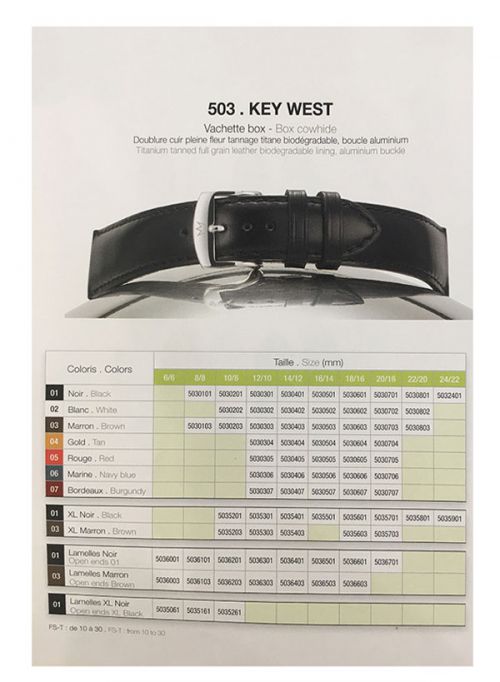 503 . KEY WEST
Vachette box - Box cowhide
Doublure cuir pleine fleur tannage titane biodégradable, boucle aluminium
Titanium tanned full grain leather biodegradable lining, aluminium buckle
Coloris . Colors Taille . Size (mm)
6/6 8/8 10/8 12/10 14/12 16/14 18/16 20/16 22/20 24/22
01 Noir . Black 5030101 5030201 5030301 5030401 5030501 5030601 5030701 5030801 5032401
02 Blanc . White 5030202 5030302 5030402 5030502 5030602 5030702 5030802
03 Marron . Brown 5030103 5030203 5030303 5030403 5030503 5030603 5030703 5030803
04 Gold . Tan 5030304 5030404 5030504 5030604 5030704
05 Rouge . Red 5030305 5030405 5030505 5030605 5030705
06 Marine . Navy blue 5030306 5030406 5030506 5030606 5030706
07 Bordeaux . Burgundy 5030307 5030407 5030507 5030607 5030707
01 XL Noir . Black 5035201 5035301 5035401 5035501 5035601 5035701 5035801 5035901
03 XL Marron . Brown 5035203 5035303 5035403 5035603 5035703
01 Lamelles Noir
Open ends 01 5036001 5036101 5036201 5036301 5036401 5036501 5036601 5036701
03 Lamelles Marron
Open ends Brown 5036003 5036103 5036203 5036303 5036403 5036503 5036603
01 Lamelles XL Noir
Open ends XL Black 5035061 5035161 5035261
FS-T : de 10 à 30 . FS-T : from 10 to 30